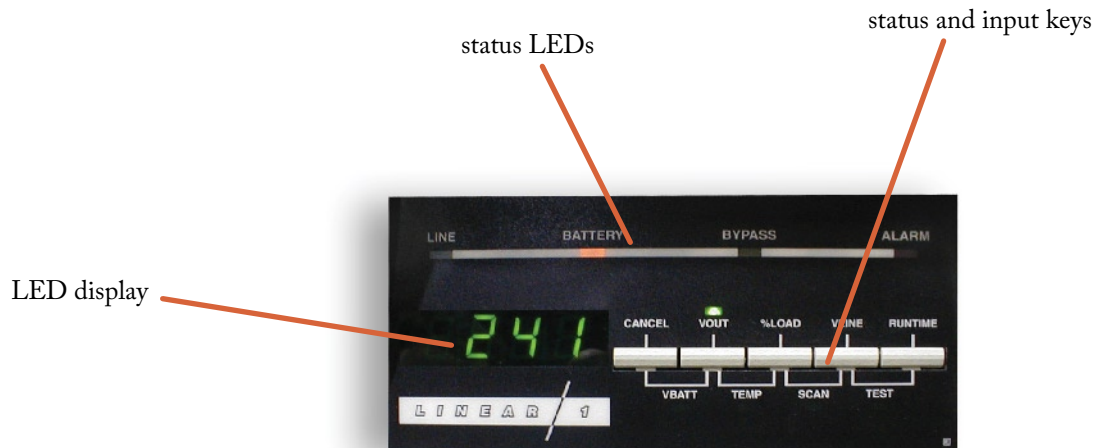 status and input keys
status LEDs
LINE BATTERY BYPASS ALARM
LED display
241
CANCEL VOUT %LOAD VLINE RUNTIME
VBATT TEMP SCAN TEST
LINEAR/1